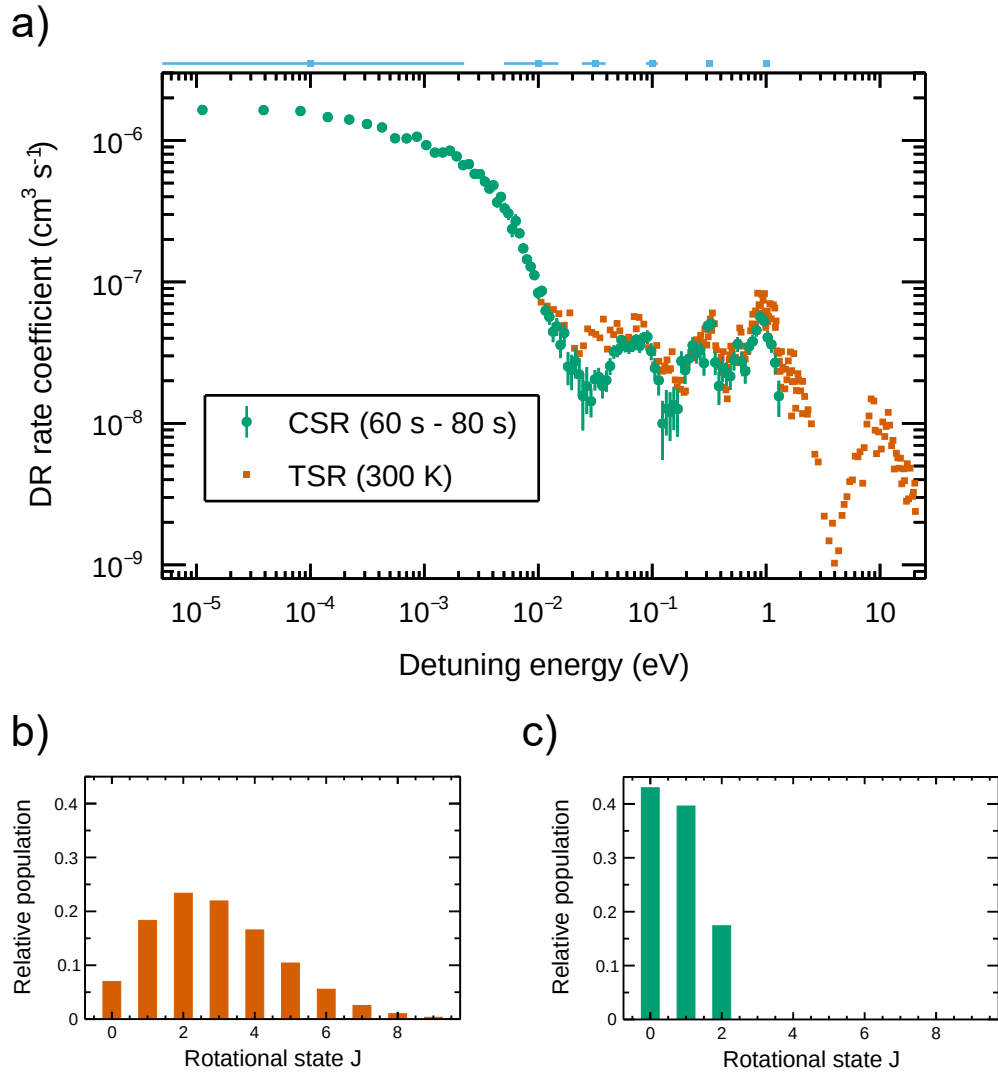 a)
DR rate coefficient (cm³ s⁻¹)
10⁻⁶
10⁻⁷
10⁻⁸
10⁻⁹
CSR (60 s - 80 s)
TSR (300 K)
10⁻⁵ 10⁻⁴ 10⁻³ 10⁻² 10⁻¹ 1 10
Detuning energy (eV)
b)
Relative population
0.4
0.3
0.2
0.1
0
0 2 4 6 8
Rotational state J
c)
Relative population
0.4
0.3
0.2
0.1
0
0 2 4 6 8
Rotational state J